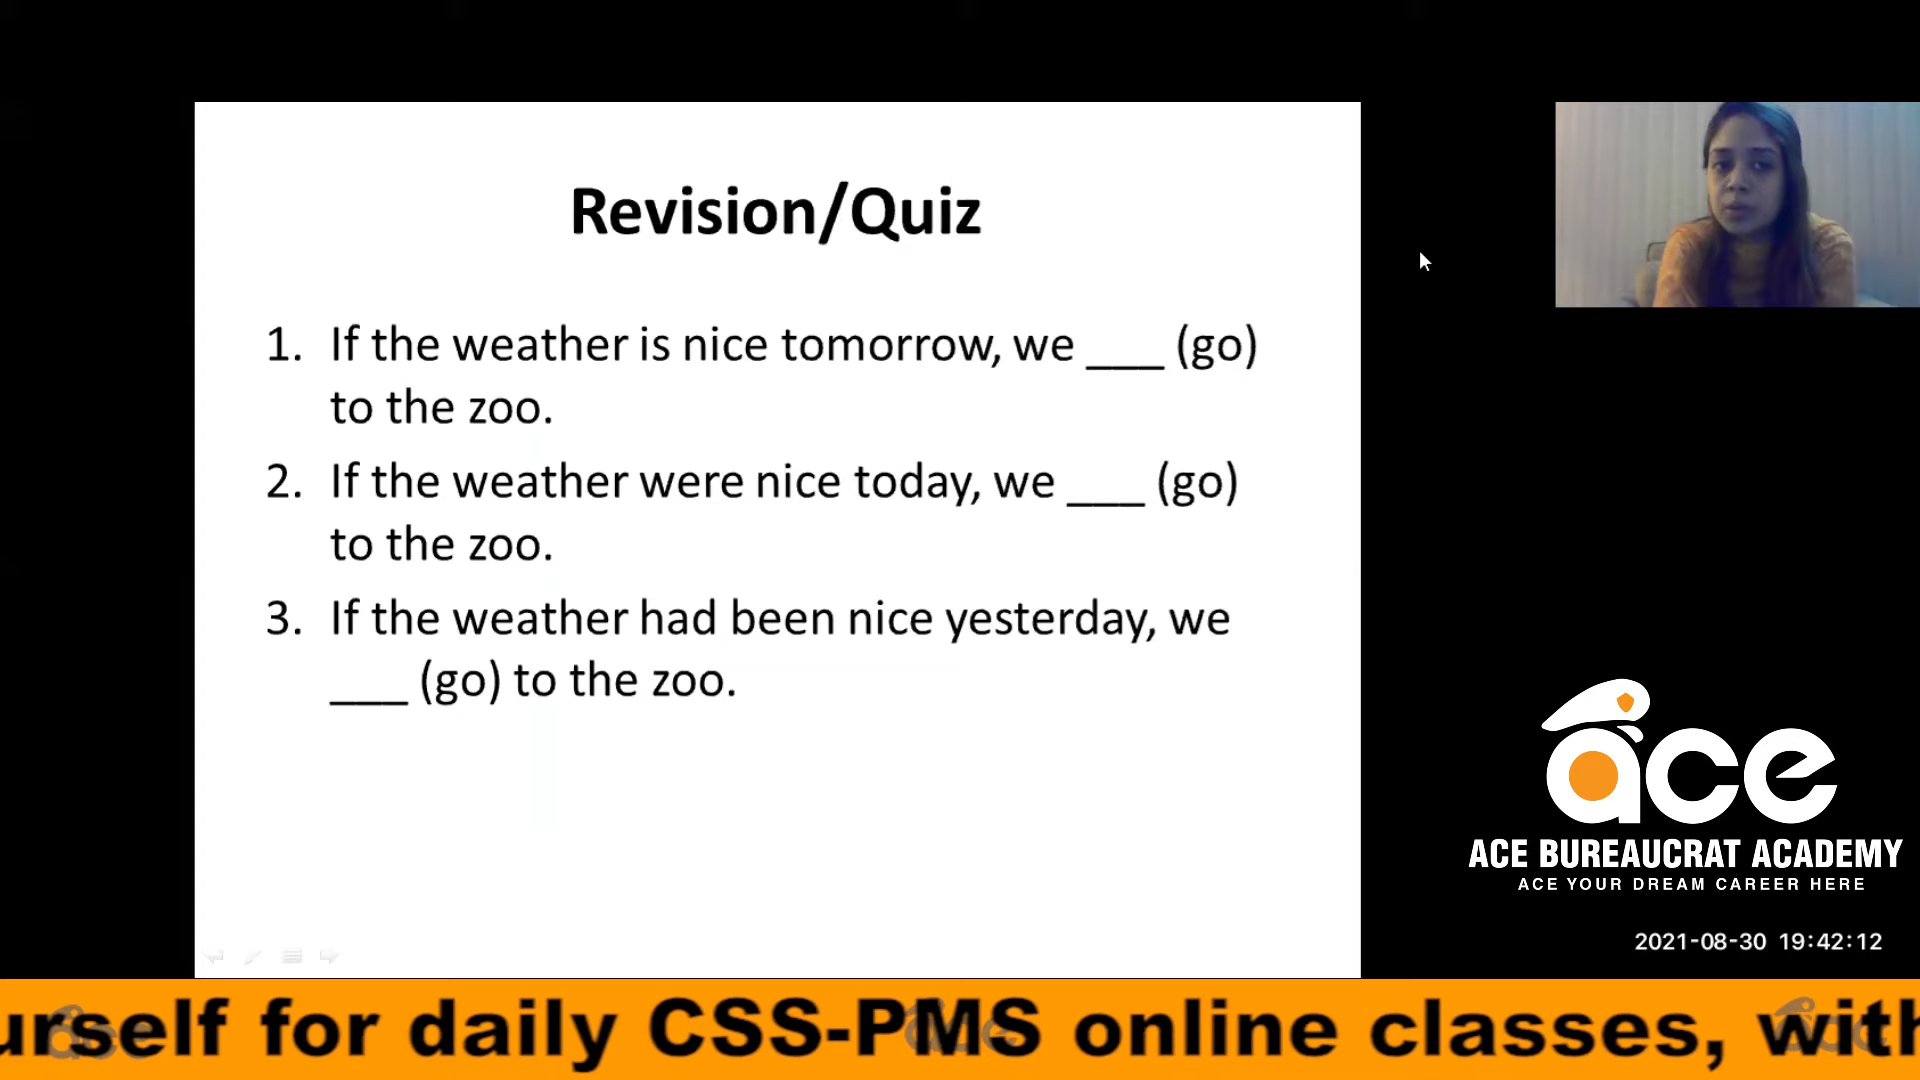 Revision/Quiz
1. If the weather is nice tomorrow, we ___ (go)
to the zoo.
2. If the weather were nice today, we ___ (go)
to the zoo.
3. If the weather had been nice yesterday, we
___ (go) to the zoo.
ace
ACE BUREAUCRAT ACADEMY
ACE YOUR DREAM CAREER HERE
2021-08-30 19:42:12
urself for daily CSS-PMS online classes, with